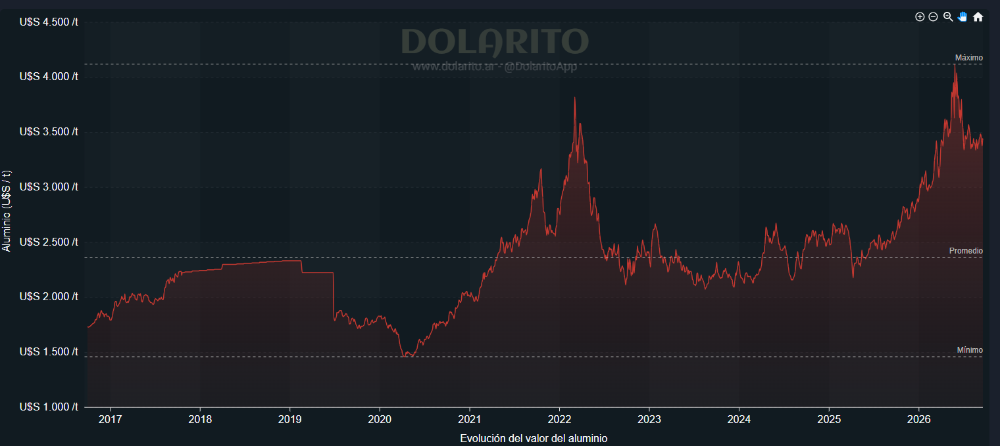 U$S 4.500 /t
DOLARITO
Máximo
www.dolarito.ar - @DolaritoApp
U$S 4.000 /t
U$S 3.500 /t
U$S 3.000 /t
Aluminio (U$S / t)
U$S 2.500 /t
Promedio
U$S 2.000 /t
U$S 1.500 /t
Mínimo
U$S 1.000 /t
2017 2018 2019 2020 2021 2022 2023 2024 2025 2026
Evolución del valor del aluminio